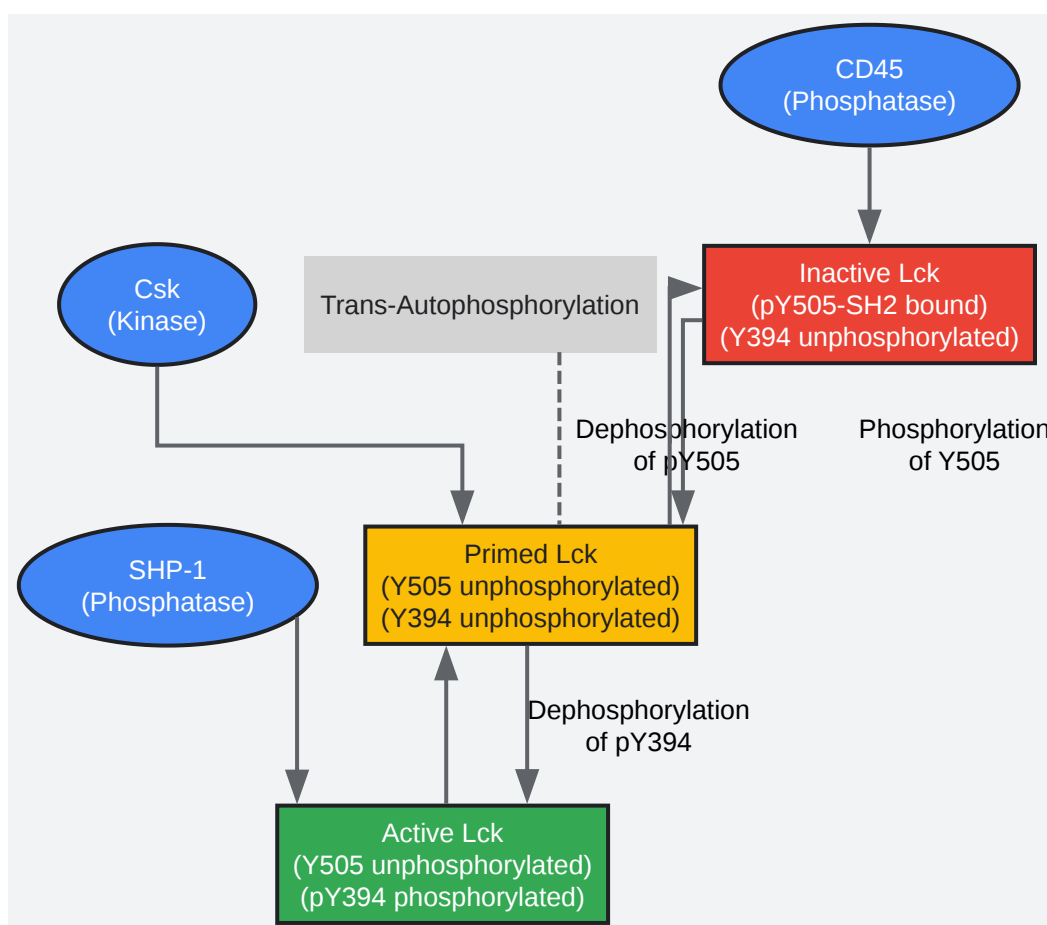 CD45
(Phosphatase)
Csk
(Kinase)
Trans-Autophosphorylation
Inactive Lck
(pY505-SH2 bound)
(Y394 unphosphorylated)
Dephosphorylation
of pY505
Phosphorylation
of Y505
SHP-1
(Phosphatase)
Primed Lck
(Y505 unphosphorylated)
(Y394 unphosphorylated)
Dephosphorylation
of pY394
Active Lck
(Y505 unphosphorylated)
(pY394 phosphorylated)